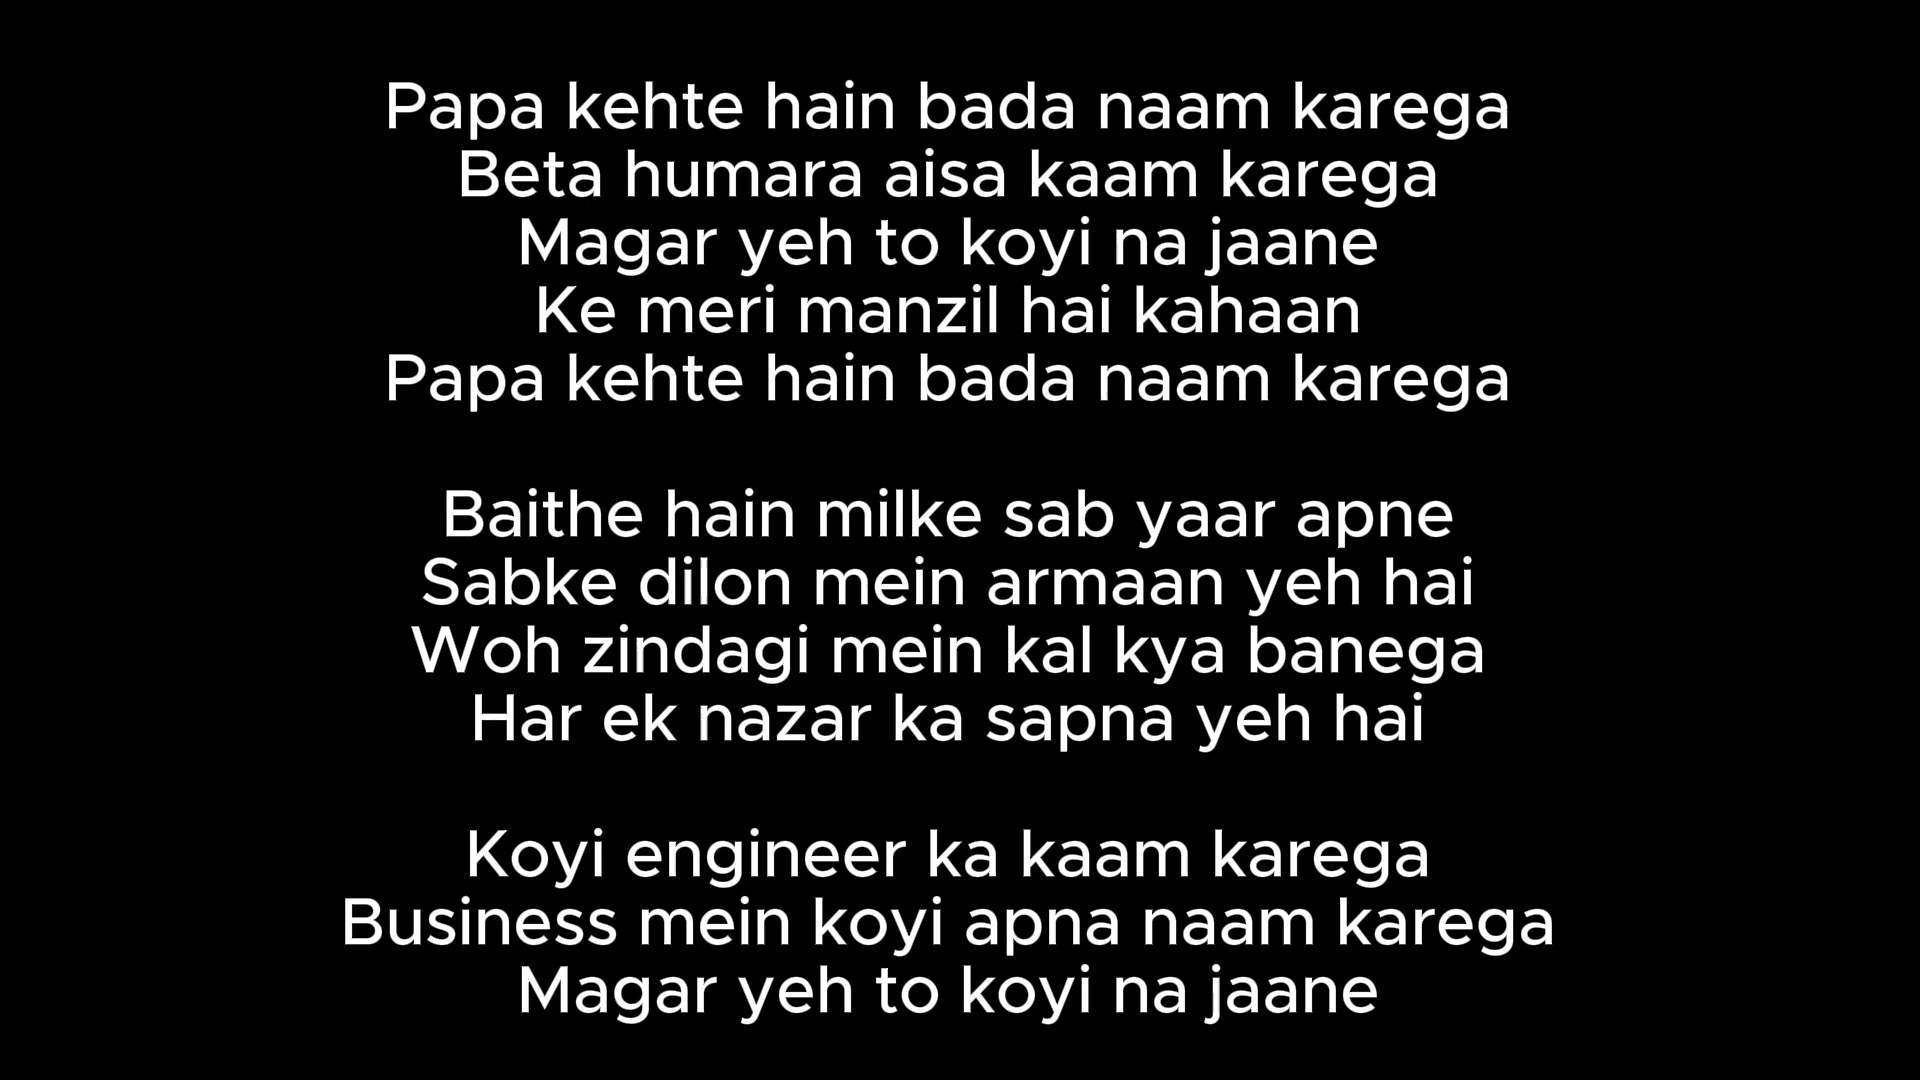 Papa kehte hain bada naam karega
Beta humara aisa kaam karega
Magar yeh to koyi na jaane
Ke meri manzil hai kahaan
Papa kehte hain bada naam karega
Baithe hain milke sab yaar apne
Sabke dilon mein armaan yeh hai
Woh zindagi mein kal kya banega
Har ek nazar ka sapna yeh hai
Koyi engineer ka kaam karega
Business mein koyi apna naam karega
Magar yeh to koyi na jaane